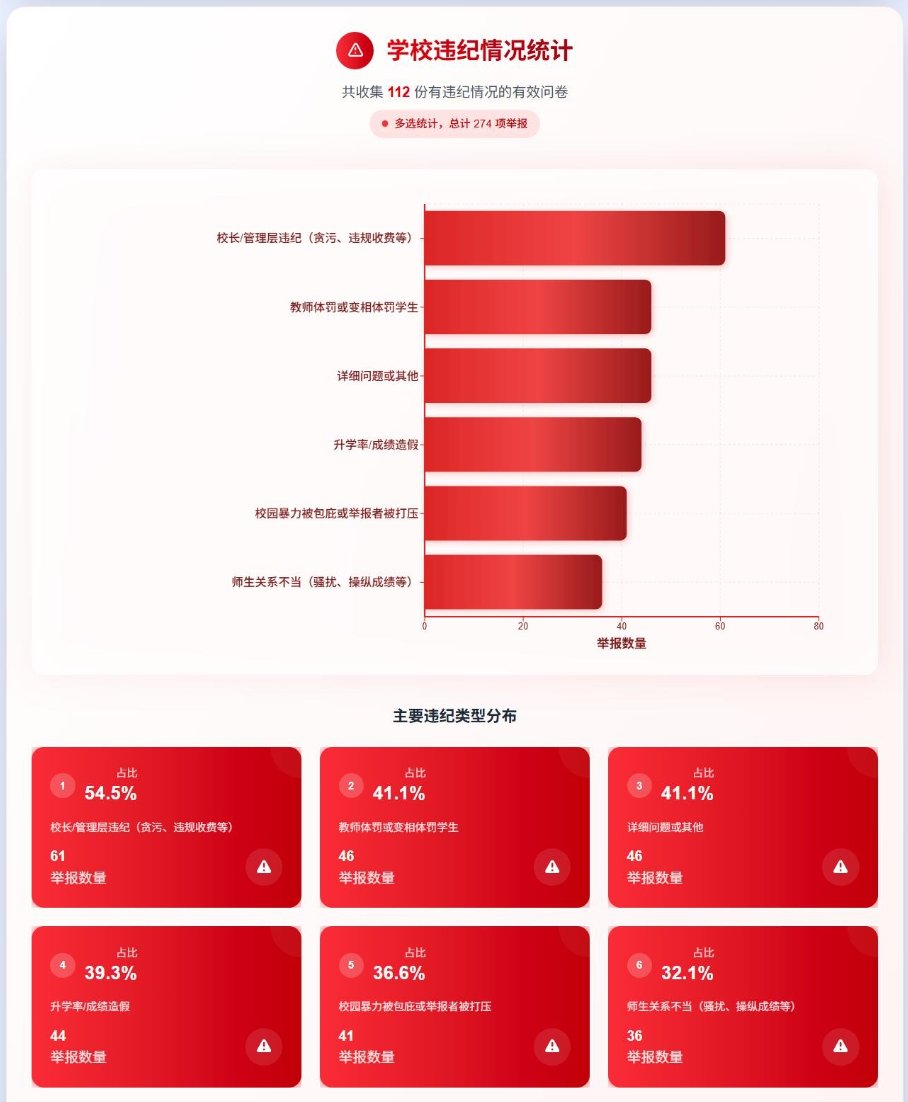 学校违纪情况统计
共收集 112 份有违纪情况的有效问卷
多选统计，总计 274 项举报
校长/管理层违纪（贪污、违规收费等）
教师体罚或变相体罚学生
详细问题或其他
升学率/成绩造假
校园暴力被包庇或举报者被打压
师生关系不当（骚扰、操纵成绩等）
0 20 40 60 80
举报数量
主要违纪类型分布
1
占比
54.5%
校长/管理层违纪（贪污、违规收费等）
61
举报数量
2
占比
41.1%
教师体罚或变相体罚学生
46
举报数量
3
占比
41.1%
详细问题或其他
46
举报数量
4
占比
39.3%
升学率/成绩造假
44
举报数量
5
占比
36.6%
校园暴力被包庇或举报者被打压
41
举报数量
6
占比
32.1%
师生关系不当（骚扰、操纵成绩等）
36
举报数量